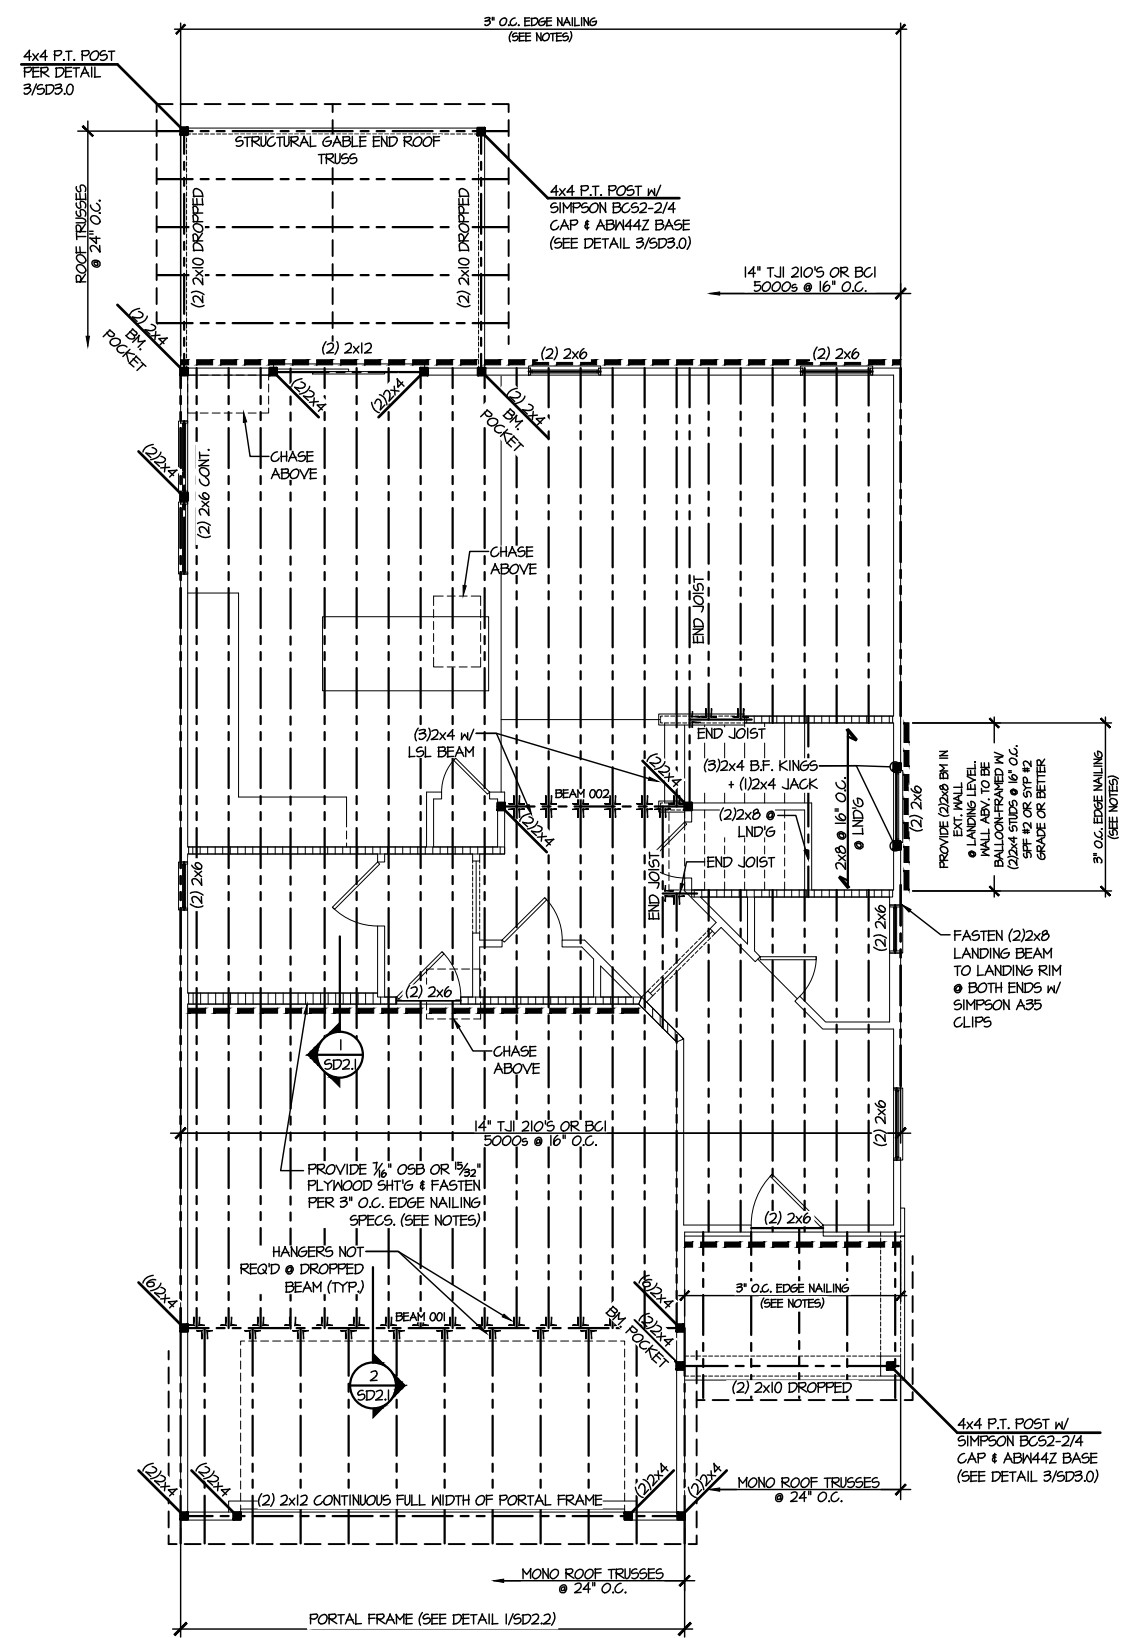 3" O.C. EDGE NAILING
(SEE NOTES)
4x4 P.T. POST
PER DETAIL
3/SD3.0
STRUCTURAL GABLE END ROOF
TRUSS
ROOF TRUSSES
@ 24" O.C.
(2) 2x10 DROPPED
(2) 2x10 DROPPED
4x4 P.T. POST W/
SIMPSON BCS2-2/4
CAP & ABW44Z BASE
(SEE DETAIL 3/SD3.0)
14" TJI 210'S OR BCI
5000s @ 16" O.C.
(2) 2x4
BM.
POCKET
(2) 2x12
(2) 2x6
(2) 2x6
(2)2x4
(2)2x4
(2) 2x4
BM.
POCKET
CHASE
ABOVE
(2)2x4
(2) 2x6 CONT.
CHASE
ABOVE
END JOIST
(3)2x4 W/
LSL BEAM
END JOIST
(2)2x4
(3)2x4 B.F. KINGS
+ (1)2x4 JACK
BEAM 002
(2)2x4
(2)2x8 @
LND'G
2x8 @ 16" O.C.
@ LND'G
(2) 2x6
PROVIDE (2)2x8 BM IN
EXT. WALL
@ LANDING LEVEL.
WALL ABV. TO BE
BALLOON-FRAMED W/
(2)2x4 STUDS @ 16" O.C.
SPF #2 OR SYP #2
GRADE OR BETTER
3" O.C. EDGE NAILING
(SEE NOTES)
END JOIST
END JOIST
(2) 2x6
(2) 2x6
FASTEN (2)2x8
LANDING BEAM
TO LANDING RIM
@ BOTH ENDS W/
SIMPSON A35
CLIPS
(2) 2x6
1
SD2.1
CHASE
ABOVE
(2) 2x6
14" TJI 210'S OR BCI
5000s @ 16" O.C.
PROVIDE 7/16" OSB OR 15/32"
PLYWOOD SHT'G & FASTEN
PER 3" O.C. EDGE NAILING
SPECS. (SEE NOTES)
(2) 2x6
HANGERS NOT
REQ'D @ DROPPED
BEAM (TYP.)
(6)2x4
(6)2x4
3" O.C. EDGE NAILING
(SEE NOTES)
BEAM 001
(2)2x4
BM. POCKET
2
SD2.1
(2) 2x10 DROPPED
4x4 P.T. POST W/
SIMPSON BCS2-2/4
CAP & ABW44Z BASE
(SEE DETAIL 3/SD3.0)
(2)2x4
(2)2x4
(2)2x4
(2)2x4
(2) 2x12 CONTINUOUS FULL WIDTH OF PORTAL FRAME
MONO ROOF TRUSSES
@ 24" O.C.
MONO ROOF TRUSSES
@ 24" O.C.
PORTAL FRAME (SEE DETAIL 1/SD2.2)